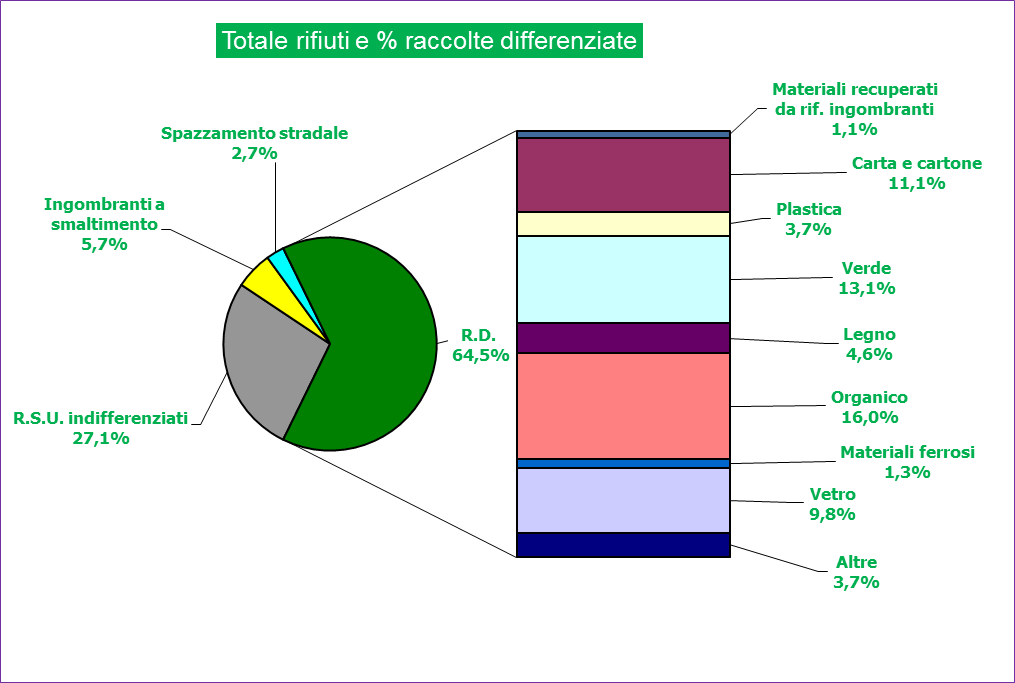 Totale rifiuti e % raccolte differenziate
Spazzamento stradale
2,7%
Ingombranti a
smaltimento
5,7%
R.S.U. indifferenziati
27,1%
R.D.
64,5%
Materiali recuperati
da rif. ingombranti
1,1%
Carta e cartone
11,1%
Plastica
3,7%
Verde
13,1%
Legno
4,6%
Organico
16,0%
Materiali ferrosi
1,3%
Vetro
9,8%
Altre
3,7%